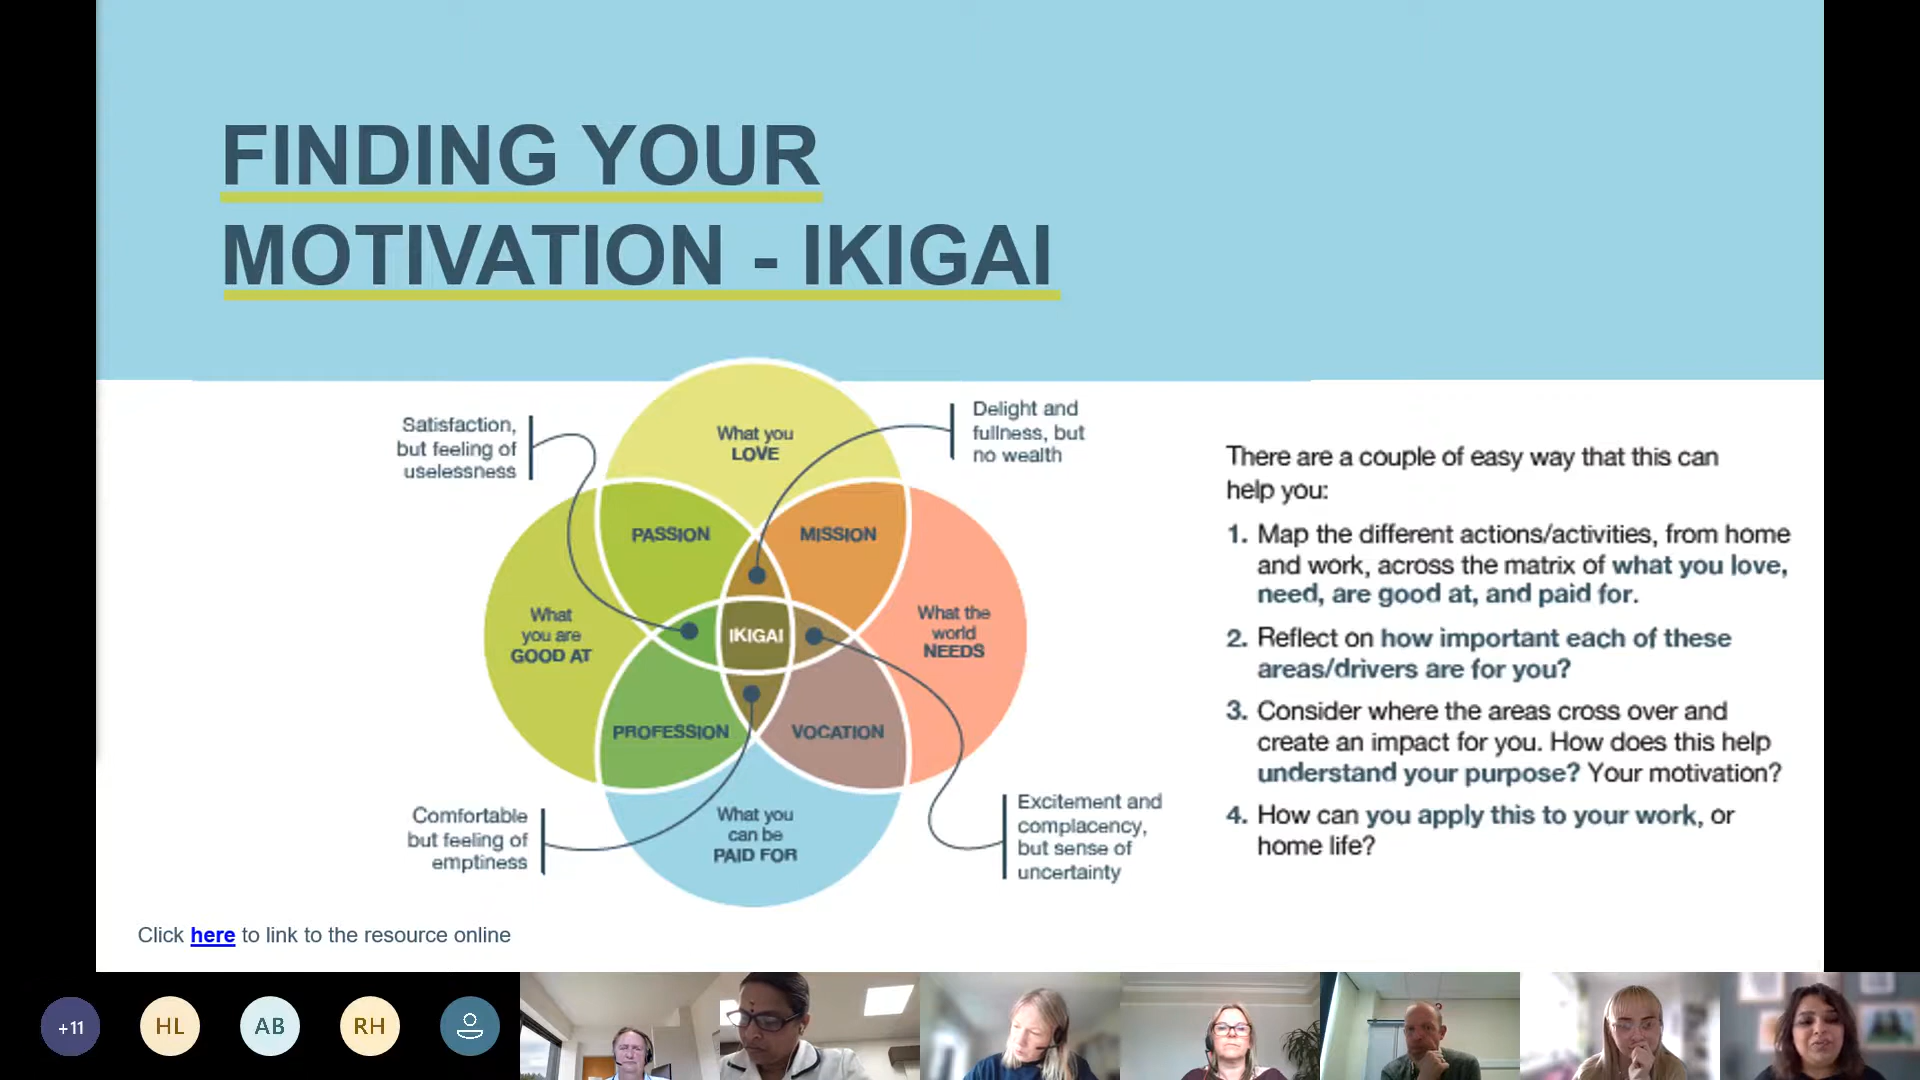 FINDING YOUR
MOTIVATION - IKIGAI
Satisfaction,
but feeling of
uselessness
Delight and
fullness, but
no wealth
What you
LOVE
PASSION
MISSION
What
you are
GOOD AT
IKIGAI
What the
world
NEEDS
PROFESSION
VOCATION
What you
can be
PAID FOR
Comfortable
but feeling of
emptiness
Excitement and
complacency,
but sense of
uncertainty
There are a couple of easy way that this can
help you:
1. Map the different actions/activities, from home
and work, across the matrix of what you love,
need, are good at, and paid for.
2. Reflect on how important each of these
areas/drivers are for you?
3. Consider where the areas cross over and
create an impact for you. How does this help
understand your purpose? Your motivation?
4. How can you apply this to your work, or
home life?
Click here to link to the resource online
+11
HL
AB
RH